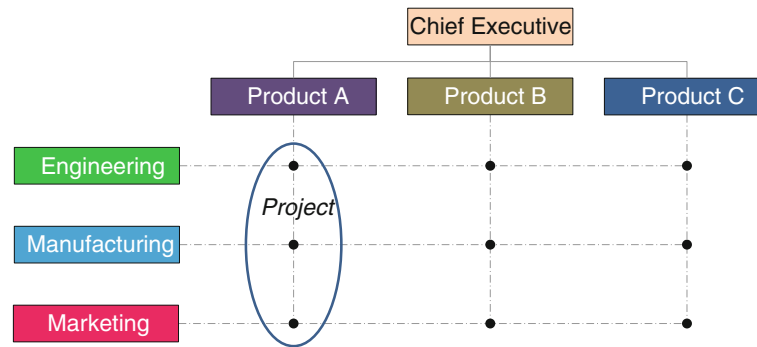 Chief Executive
Product A
Product B
Product C
Engineering
Project
Manufacturing
Marketing